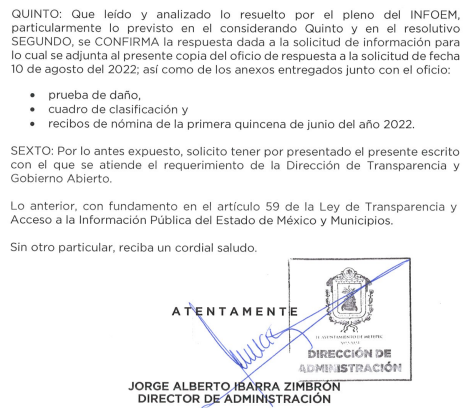 QUINTO: Que leído y analizado lo resuelto por el pleno del INFOEM,
particularmente lo previsto en el considerando Quinto y en el resolutivo
SEGUNDO, se CONFIRMA la respuesta dada a la solicitud de información para
lo cual se adjunta al presente copia del oficio de respuesta a la solicitud de fecha
10 de agosto del 2022; así como de los anexos entregados junto con el oficio:
• prueba de daño,
• cuadro de clasificación y
• recibos de nómina de la primera quincena de junio del año 2022.
SEXTO: Por lo antes expuesto, solicito tener por presentado el presente escrito
con el que se atiende el requerimiento de la Dirección de Transparencia y
Gobierno Abierto.
Lo anterior, con fundamento en el artículo 59 de la Ley de Transparencia y
Acceso a la Información Pública del Estado de México y Municipios.
Sin otro particular, reciba un cordial saludo.
ATENTAMENTE
AYUNTAMIENTO DE METEPEC
DIRECCIÓN DE
ADMINISTRACIÓN
JORGE ALBERTO IBARRA ZIMBRÓN
DIRECTOR DE ADMINISTRACIÓN